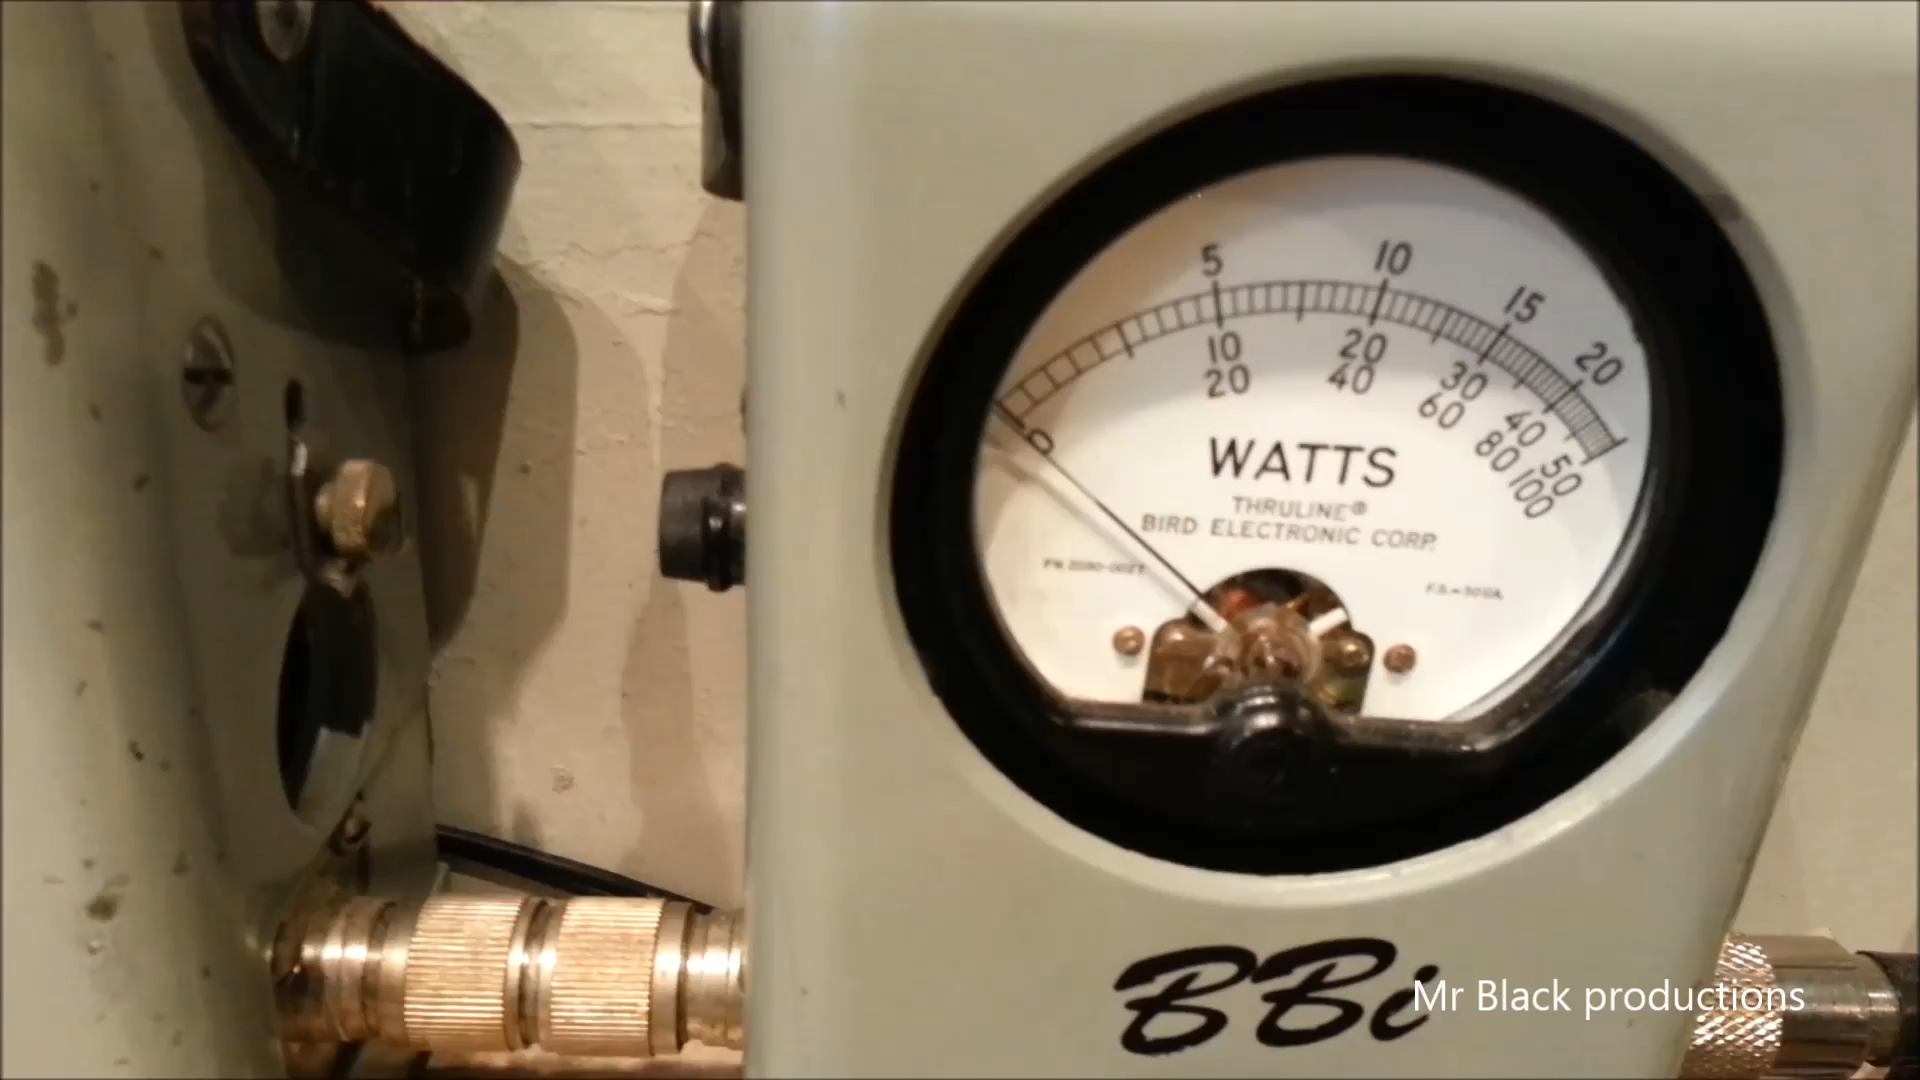 5 10 15 20
10 20 30 40 50
20 40 60 80 100
0
WATTS
THRULINE®
BIRD ELECTRONIC CORP.
BBi
Mr Black productions